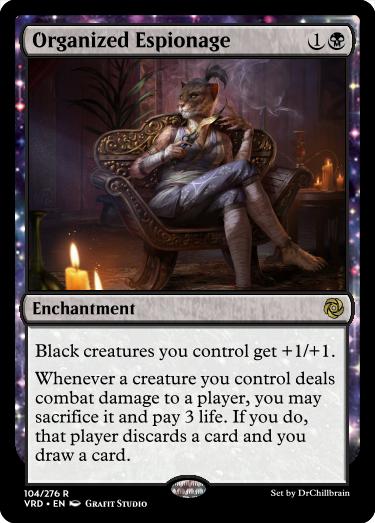 Organized Espionage 1
Enchantment
Black creatures you control get +1/+1.
Whenever a creature you control deals
combat damage to a player, you may
sacrifice it and pay 3 life. If you do,
that player discards a card and you
draw a card.
104/276 R
VRD • EN Grafit Studio
Set by DrChillbrain